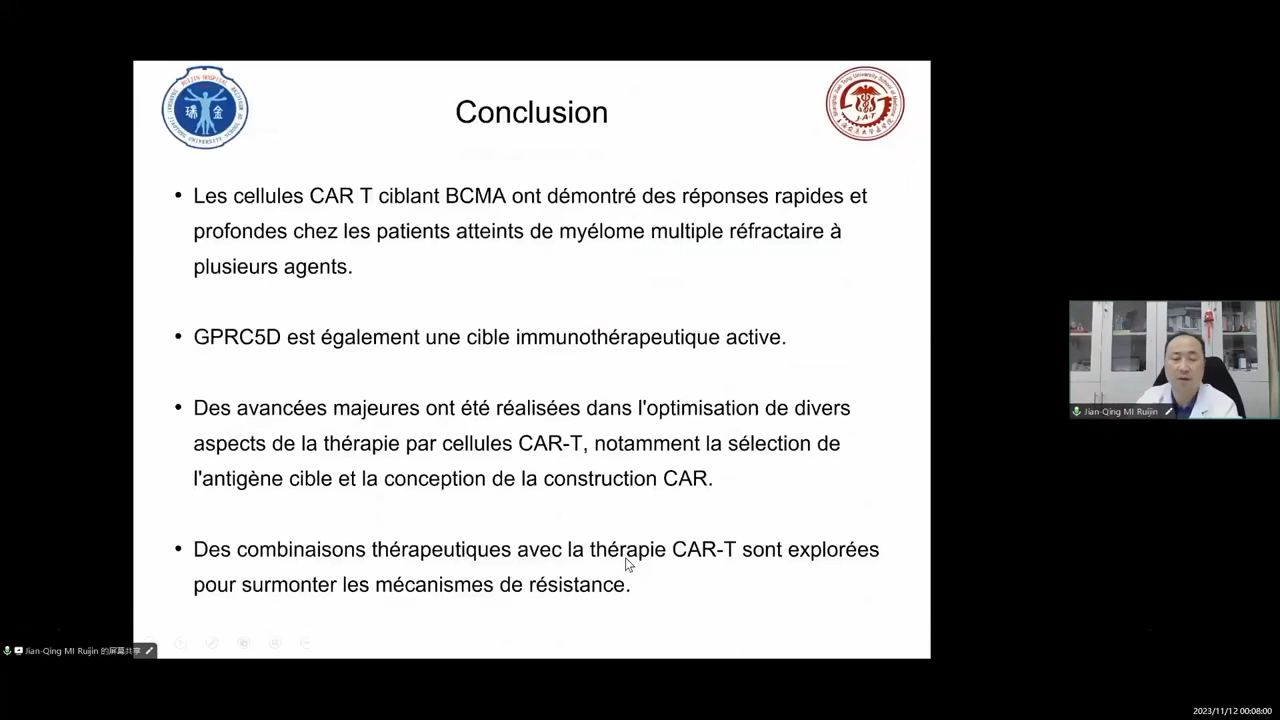 Conclusion
瑞 金
• Les cellules CAR T ciblant BCMA ont démontré des réponses rapides et
profondes chez les patients atteints de myélome multiple réfractaire à
plusieurs agents.
• GPRC5D est également une cible immunothérapeutique active.
• Des avancées majeures ont été réalisées dans l'optimisation de divers
aspects de la thérapie par cellules CAR-T, notamment la sélection de
l'antigène cible et la conception de la construction CAR.
• Des combinaisons thérapeutiques avec la thérapie CAR-T sont explorées
pour surmonter les mécanismes de résistance.
Jian-Qing MI Ruijin
Jian-Qing MI Ruijin 的屏幕共享
2023/11/12 00:08:00